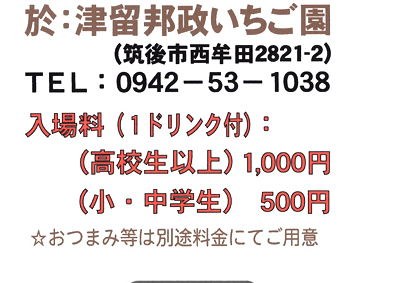 於：津留邦政いちご園
(筑後市西牟田2821-2)
ＴＥＬ：0942－53－1038
入場料（１ドリンク付）：
（高校生以上）1,000円
（小・中学生）　500円
☆おつまみ等は別途料金にてご用意